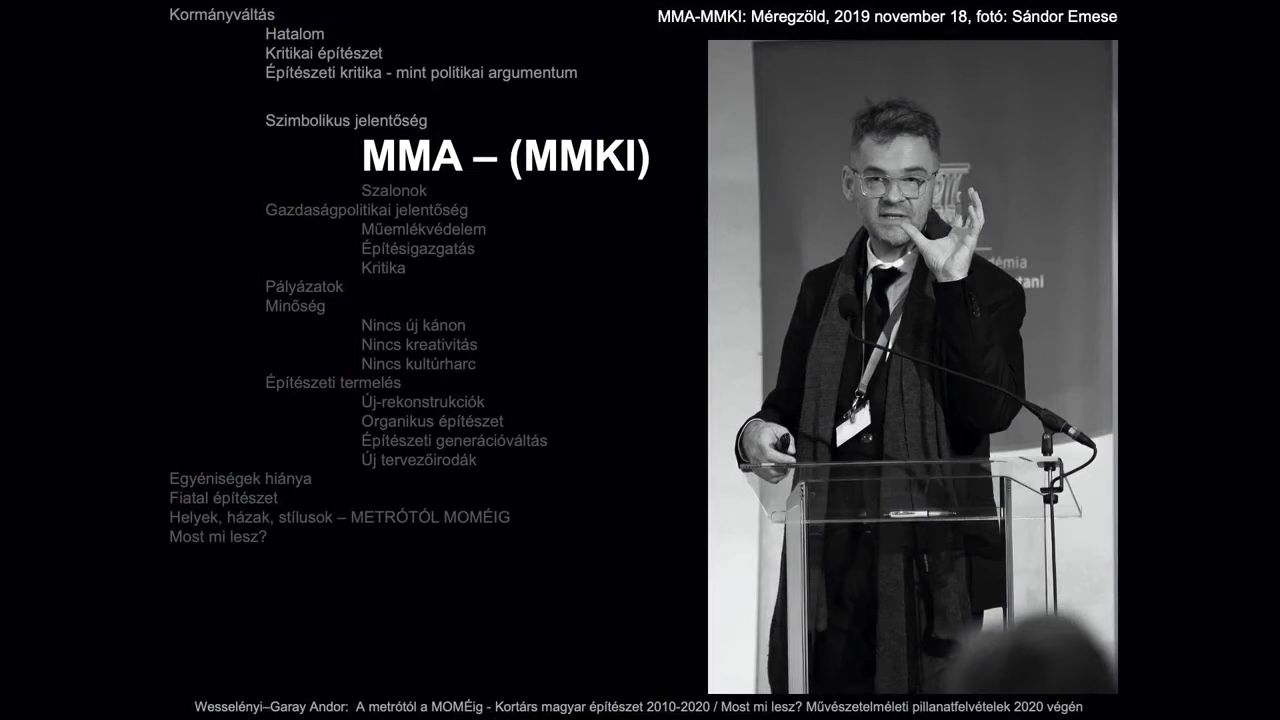 Kormányváltás
MMA-MMKI: Méregzöld, 2019 november 18, fotó: Sándor Emese
Hatalom
Kritikai építészet
Építészeti kritika - mint politikai argumentum
Szimbolikus jelentőség
MMA – (MMKI)
Szalonok
Gazdaságpolitikai jelentőség
Műemlékvédelem
Építésigazgatás
Kritika
Pályázatok
Minőség
Nincs új kánon
Nincs kreativitás
Nincs kultúrharc
Építészeti termelés
Új-rekonstrukciók
Organikus építészet
Építészeti generációváltás
Új tervezőirodák
Egyéniségek hiánya
Fiatal építészet
Helyek, házak, stílusok – METRÓTÓL MOMÉIG
Most mi lesz?
Wesselényi–Garay Andor: A metrótól a MOMÉig - Kortárs magyar építészet 2010-2020 / Most mi lesz? Művészetelméleti pillanatfelvételek 2020 végén